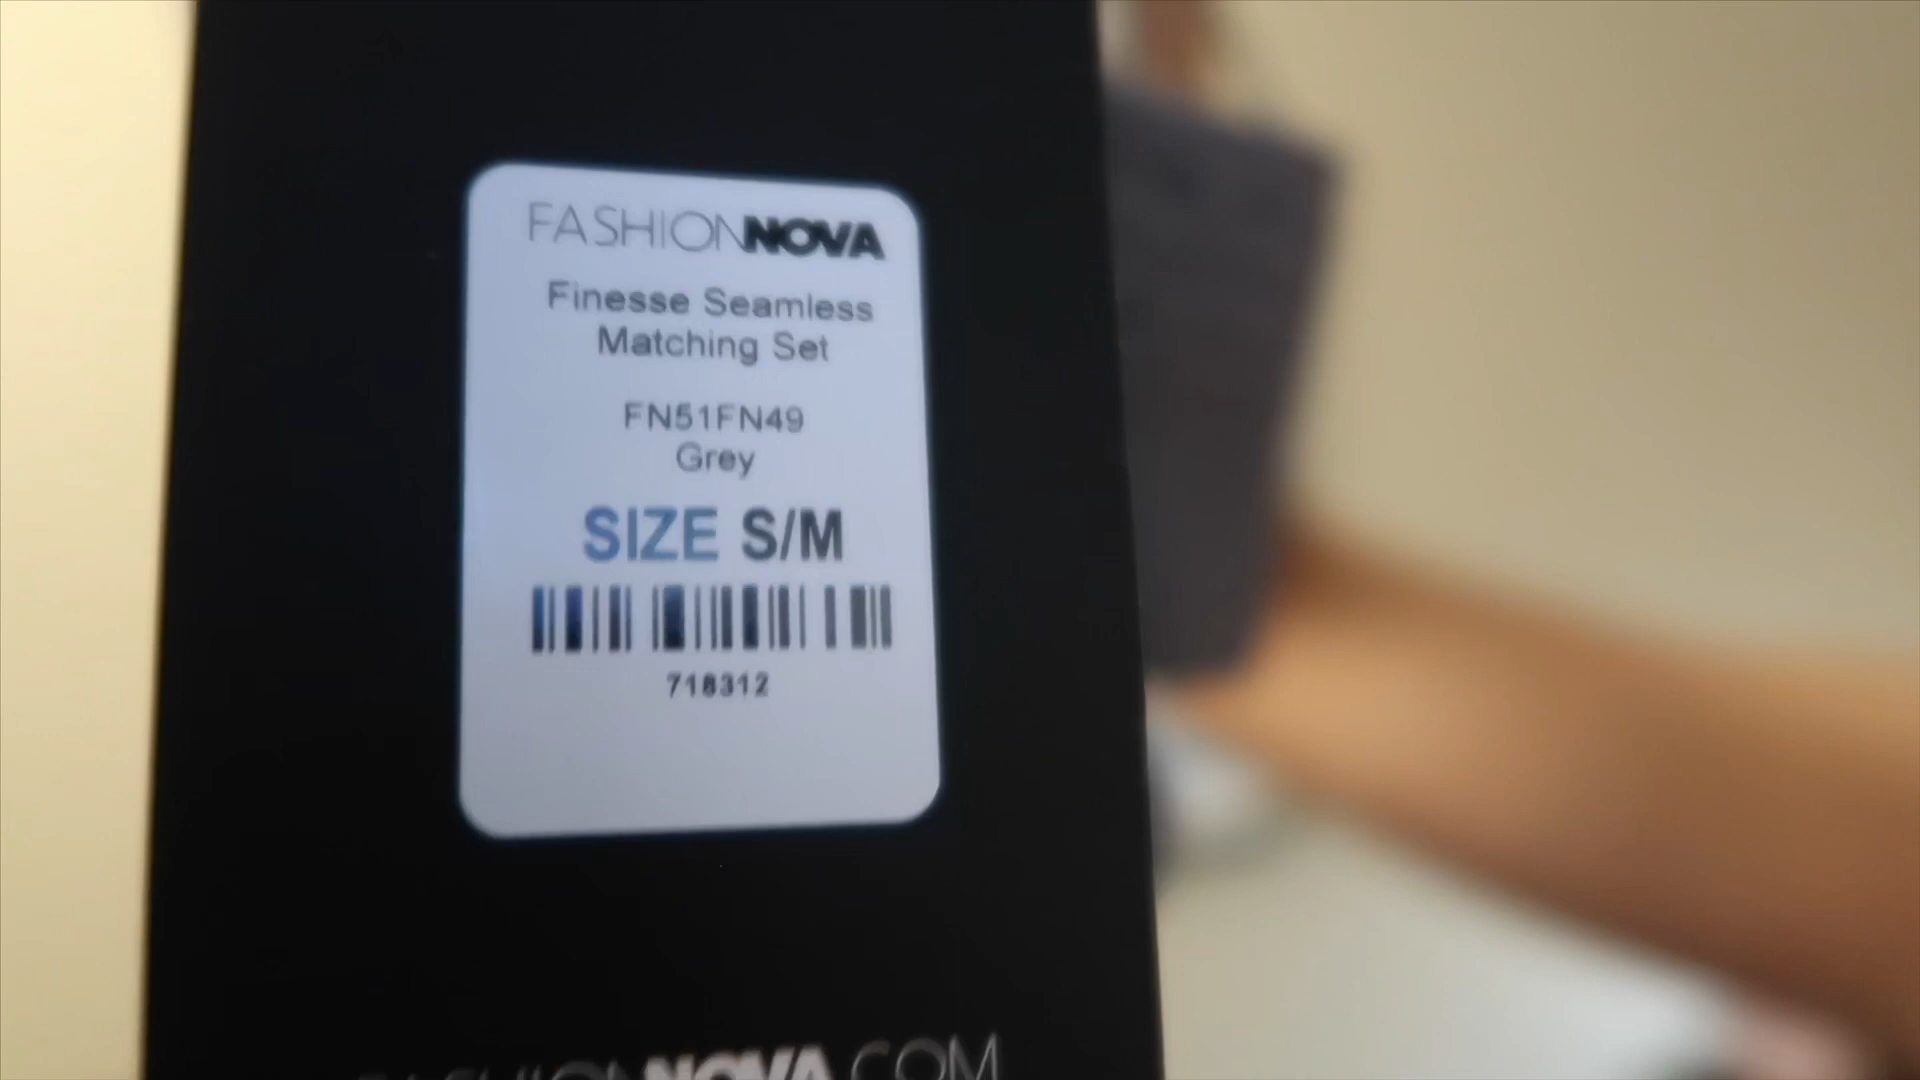 FASHIONNOVA
Finesse Seamless
Matching Set
FN51FN49
Grey
SIZE S/M
718312
FASHIONNOVA.COM